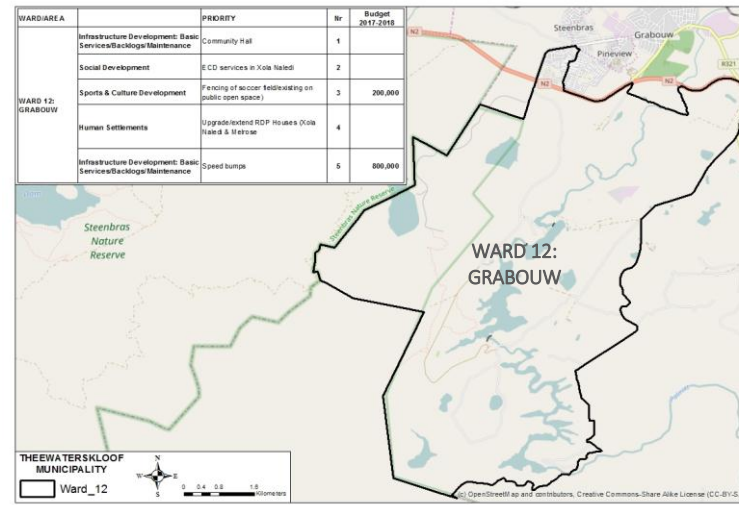 WARD/AREA PRIORITY Nr Budget 2017-2018
WARD 12: GRABOUW
Infrastructure Development: Basic Services/Backlogs/Maintenance Community Hall 1
Social Development ECD services in Xola Naledi 2
Sports & Culture Development Fencing of soccer field/existing on public open space) 3 200,000
Human Settlements Upgrade/extend RDP Houses (Xola Naledi & Melrose 4
Infrastructure Development: Basic Services/Backlogs/Maintenance Speed bumps 5 800,000
Steenbras
Grabouw
Pineview
N2
N2
N2
R321
Steenbras Nature Reserve
Steenbras
Nature
Reserve
WARD 12:
GRABOUW
THEEWATERSKLOOF
MUNICIPALITY
Ward_12
N
W E
S
0 0.4 0.8 1.6
Kilometers
(c) OpenStreetMap and contributors, Creative Commons-Share Alike License (CC-BY-S